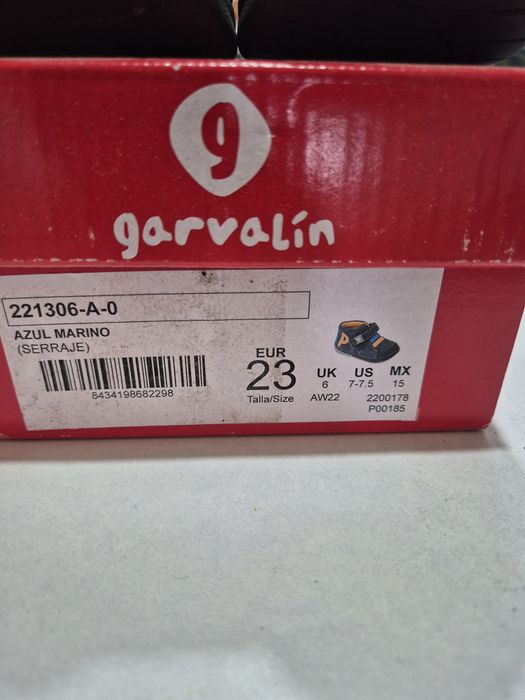 g
garvalín
221306-A-0
AZUL MARINO
(SERRAJE)
8434198682298
EUR
23
Talla/Size
UK US MX
6 7-7.5 15
AW22 2200178
P00185